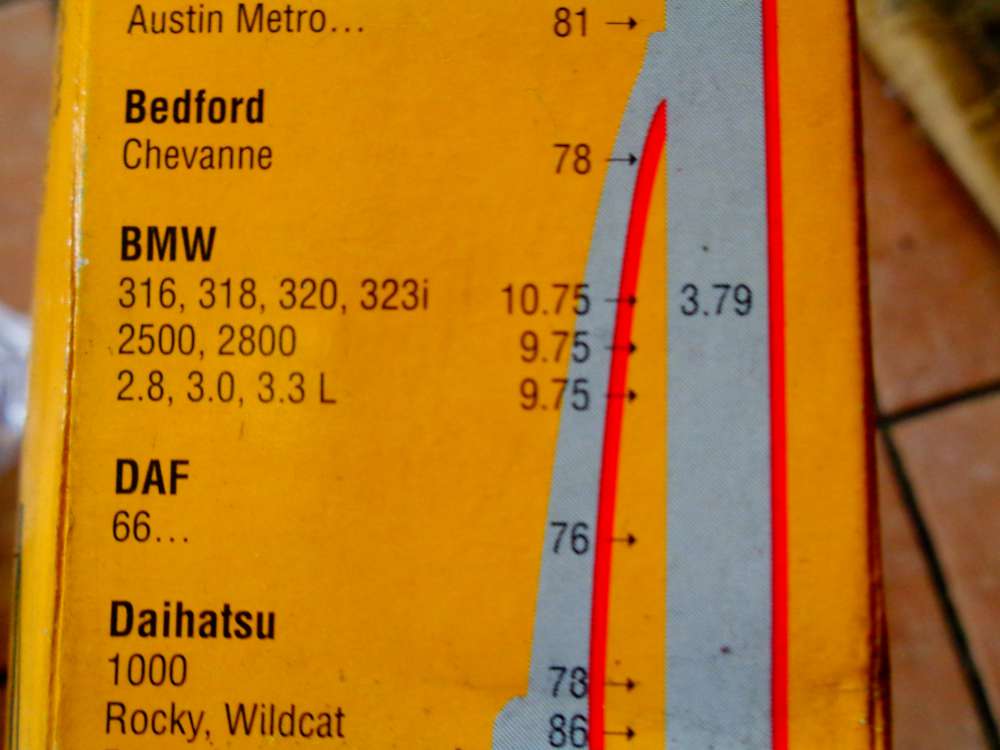 Austin Metro... 81 →
Bedford
Chevanne 78 →
BMW
316, 318, 320, 323i 10.75 → 3.79
2500, 2800 9.75 →
2.8, 3.0, 3.3 L 9.75 →
DAF
66... 76 →
Daihatsu
1000 78 →
Rocky, Wildcat 86 →